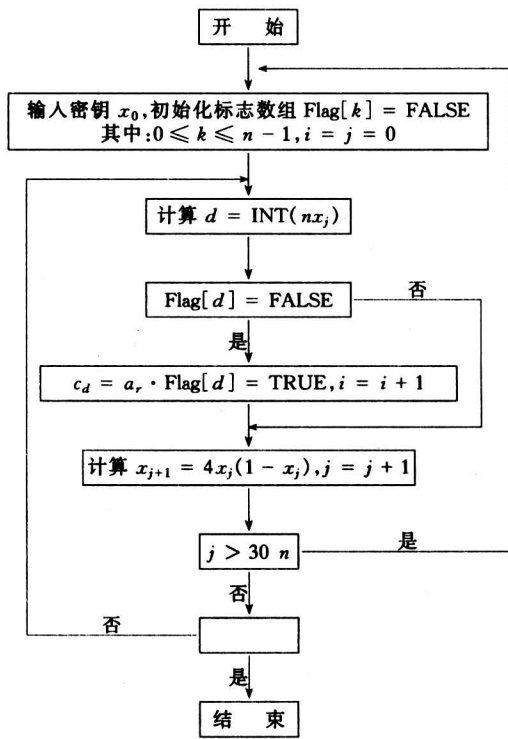 开 始
输入密钥 x₀,初始化标志数组 Flag[k] = FALSE
其中:0 ≤ k ≤ n - 1, i = j = 0
计算 d = INT(nxⱼ)
Flag[d] = FALSE
否
是
c_d = a_r · Flag[d] = TRUE, i = i + 1
计算 xⱼ₊₁ = 4xⱼ(1 - xⱼ), j = j + 1
j > 30 n
是
否
否
是
结 束